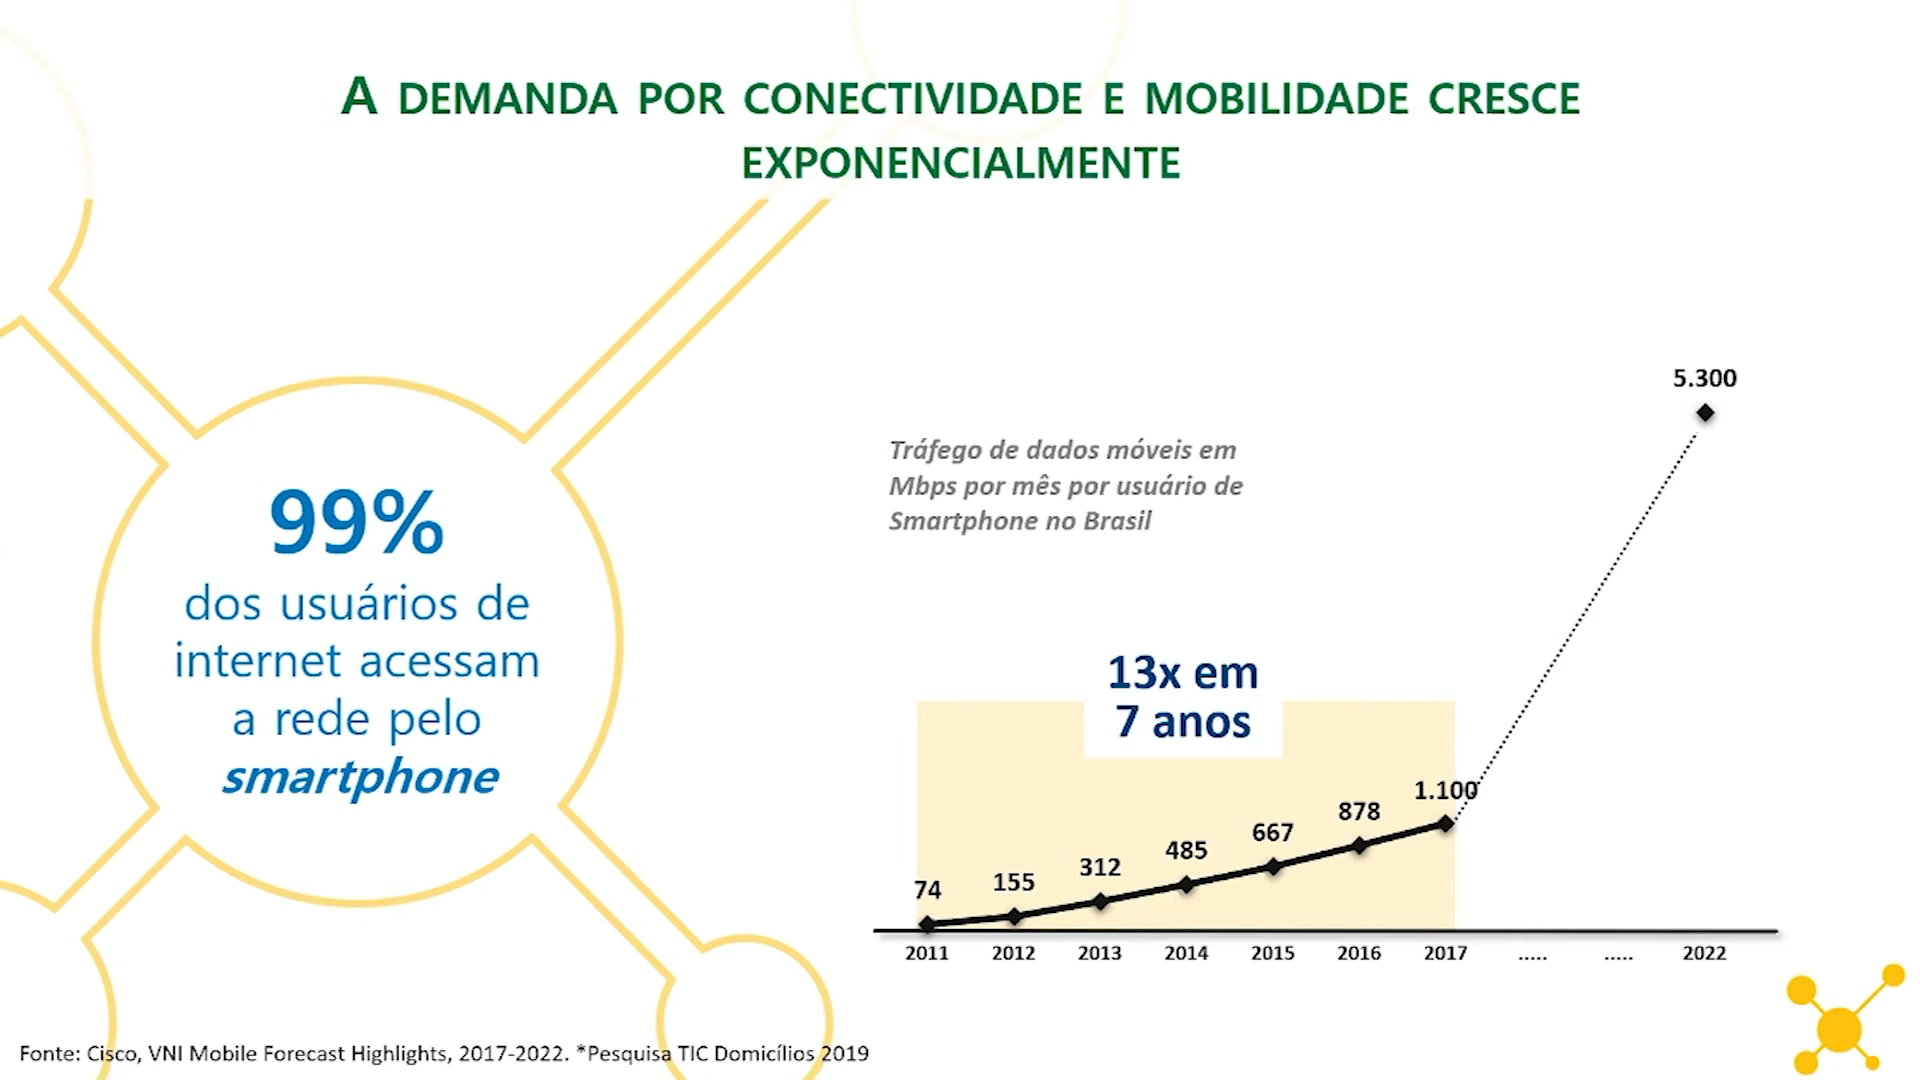 A DEMANDA POR CONECTIVIDADE E MOBILIDADE CRESCE
EXPONENCIALMENTE
99%
dos usuários de
internet acessam
a rede pelo
smartphone
Tráfego de dados móveis em
Mbps por mês por usuário de
Smartphone no Brasil
13x em
7 anos
5.300
74 155 312 485 667 878 1.100
2011 2012 2013 2014 2015 2016 2017 ..... ..... 2022
Fonte: Cisco, VNI Mobile Forecast Highlights, 2017-2022. *Pesquisa TIC Domicílios 2019